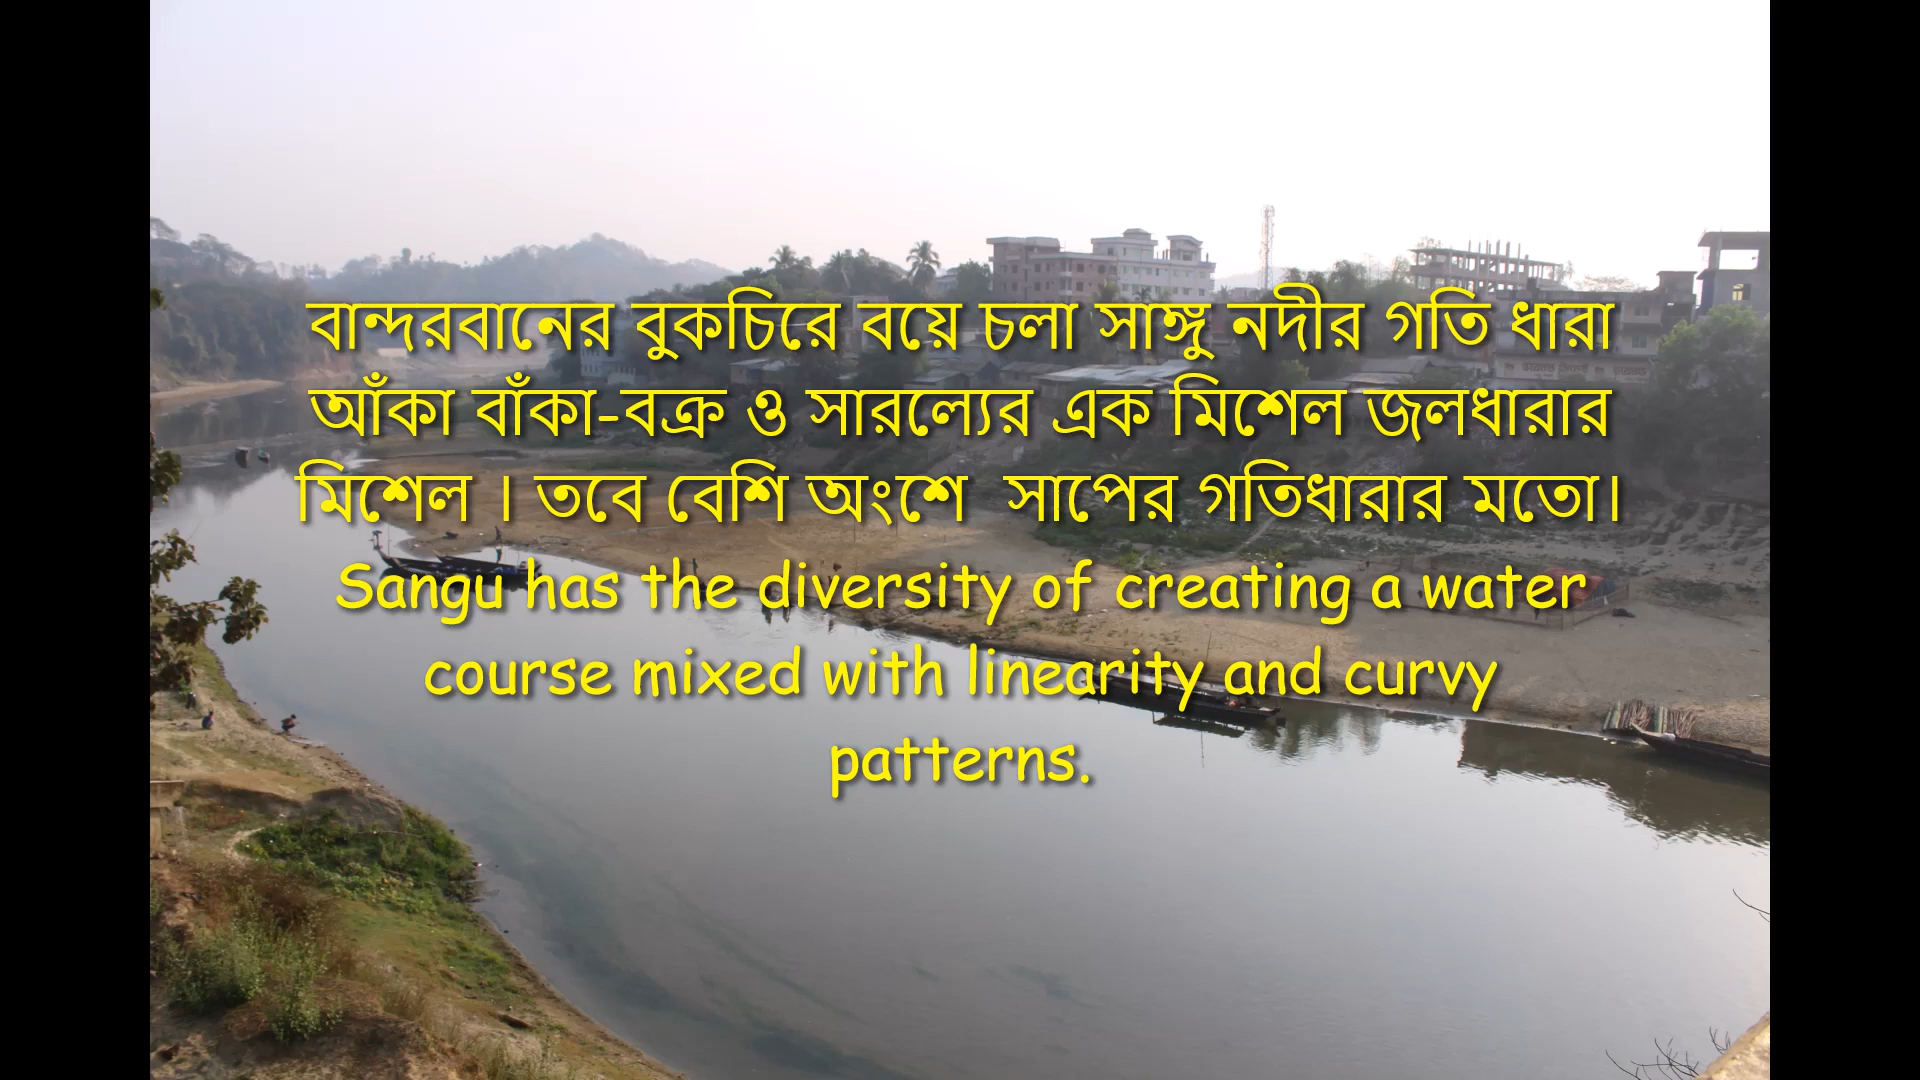 বান্দরবানের বুকচিরে বয়ে চলা সাঙ্গু নদীর গতি ধারা
আঁকা বাঁকা-বক্র ও সারল্যের এক মিশেল জলধারার
মিশেল । তবে বেশি অংশে  সাপের গতিধারার মতো।
Sangu has the diversity of creating a water
course mixed with linearity and curvy
patterns.